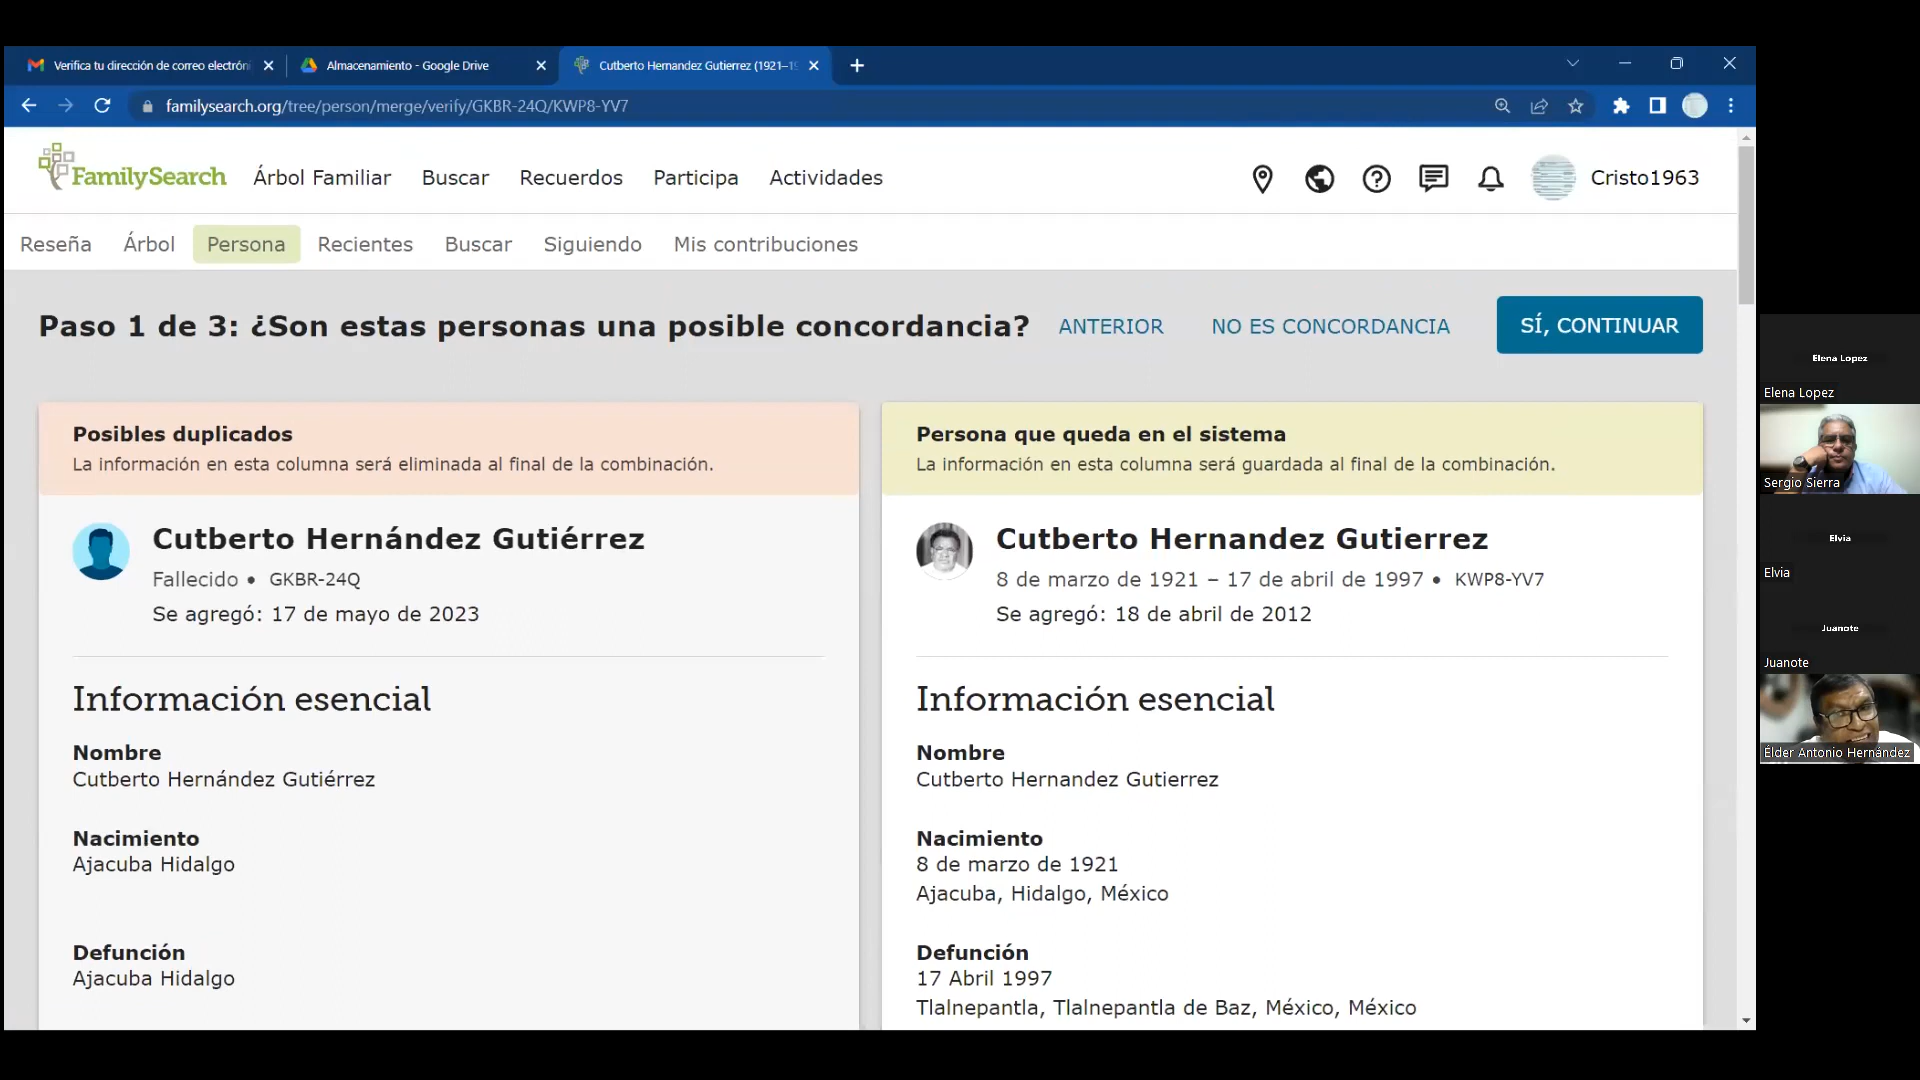 Verifica tu dirección de correo electrón
Almacenamiento - Google Drive
Cutberto Hernandez Gutierrez (1921–19
familysearch.org/tree/person/merge/verify/GKBR-24Q/KWP8-YV7
FamilySearch
Árbol Familiar
Buscar
Recuerdos
Participa
Actividades
Cristo1963
Reseña
Árbol
Persona
Recientes
Buscar
Siguiendo
Mis contribuciones
Paso 1 de 3: ¿Son estas personas una posible concordancia?
ANTERIOR
NO ES CONCORDANCIA
SÍ, CONTINUAR
Posibles duplicados
La información en esta columna será eliminada al final de la combinación.
Cutberto Hernández Gutiérrez
Fallecido • GKBR-24Q
Se agregó: 17 de mayo de 2023
Información esencial
Nombre
Cutberto Hernández Gutiérrez
Nacimiento
Ajacuba Hidalgo
Defunción
Ajacuba Hidalgo
Persona que queda en el sistema
La información en esta columna será guardada al final de la combinación.
Cutberto Hernandez Gutierrez
8 de marzo de 1921 – 17 de abril de 1997 • KWP8-YV7
Se agregó: 18 de abril de 2012
Información esencial
Nombre
Cutberto Hernandez Gutierrez
Nacimiento
8 de marzo de 1921
Ajacuba, Hidalgo, México
Defunción
17 Abril 1997
Tlalnepantla, Tlalnepantla de Baz, México, México
Elena Lopez
Elena Lopez
Sergio Sierra
Elvia
Elvia
Juanote
Juanote
Élder Antonio Hernández